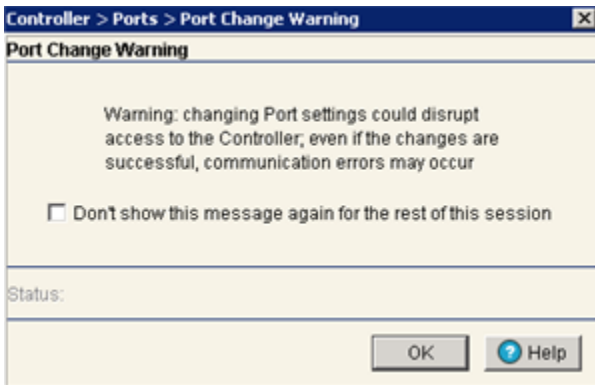 Controller > Ports > Port Change Warning
Port Change Warning
Warning: changing Port settings could disrupt
access to the Controller; even if the changes are
successful, communication errors may occur
Don't show this message again for the rest of this session
Status:
OK
? Help